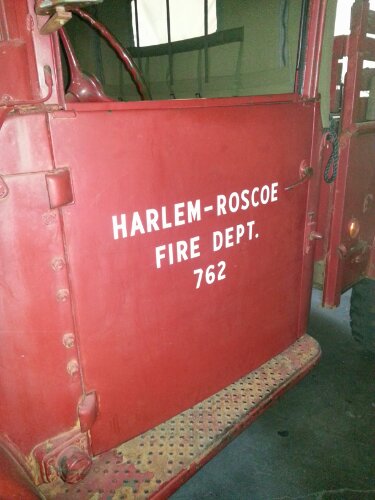 HARLEM-ROSCOE
FIRE DEPT.
762